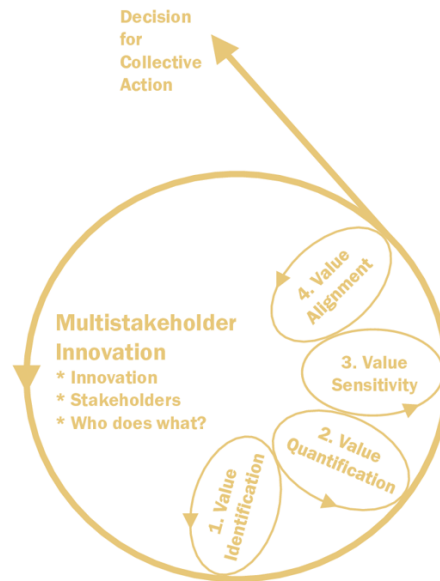 Decision
for
Collective
Action
4. Value
Alignment
Multistakeholder
Innovation
* Innovation
* Stakeholders
* Who does what?
3. Value
Sensitivity
2. Value
Quantification
1. Value
Identification